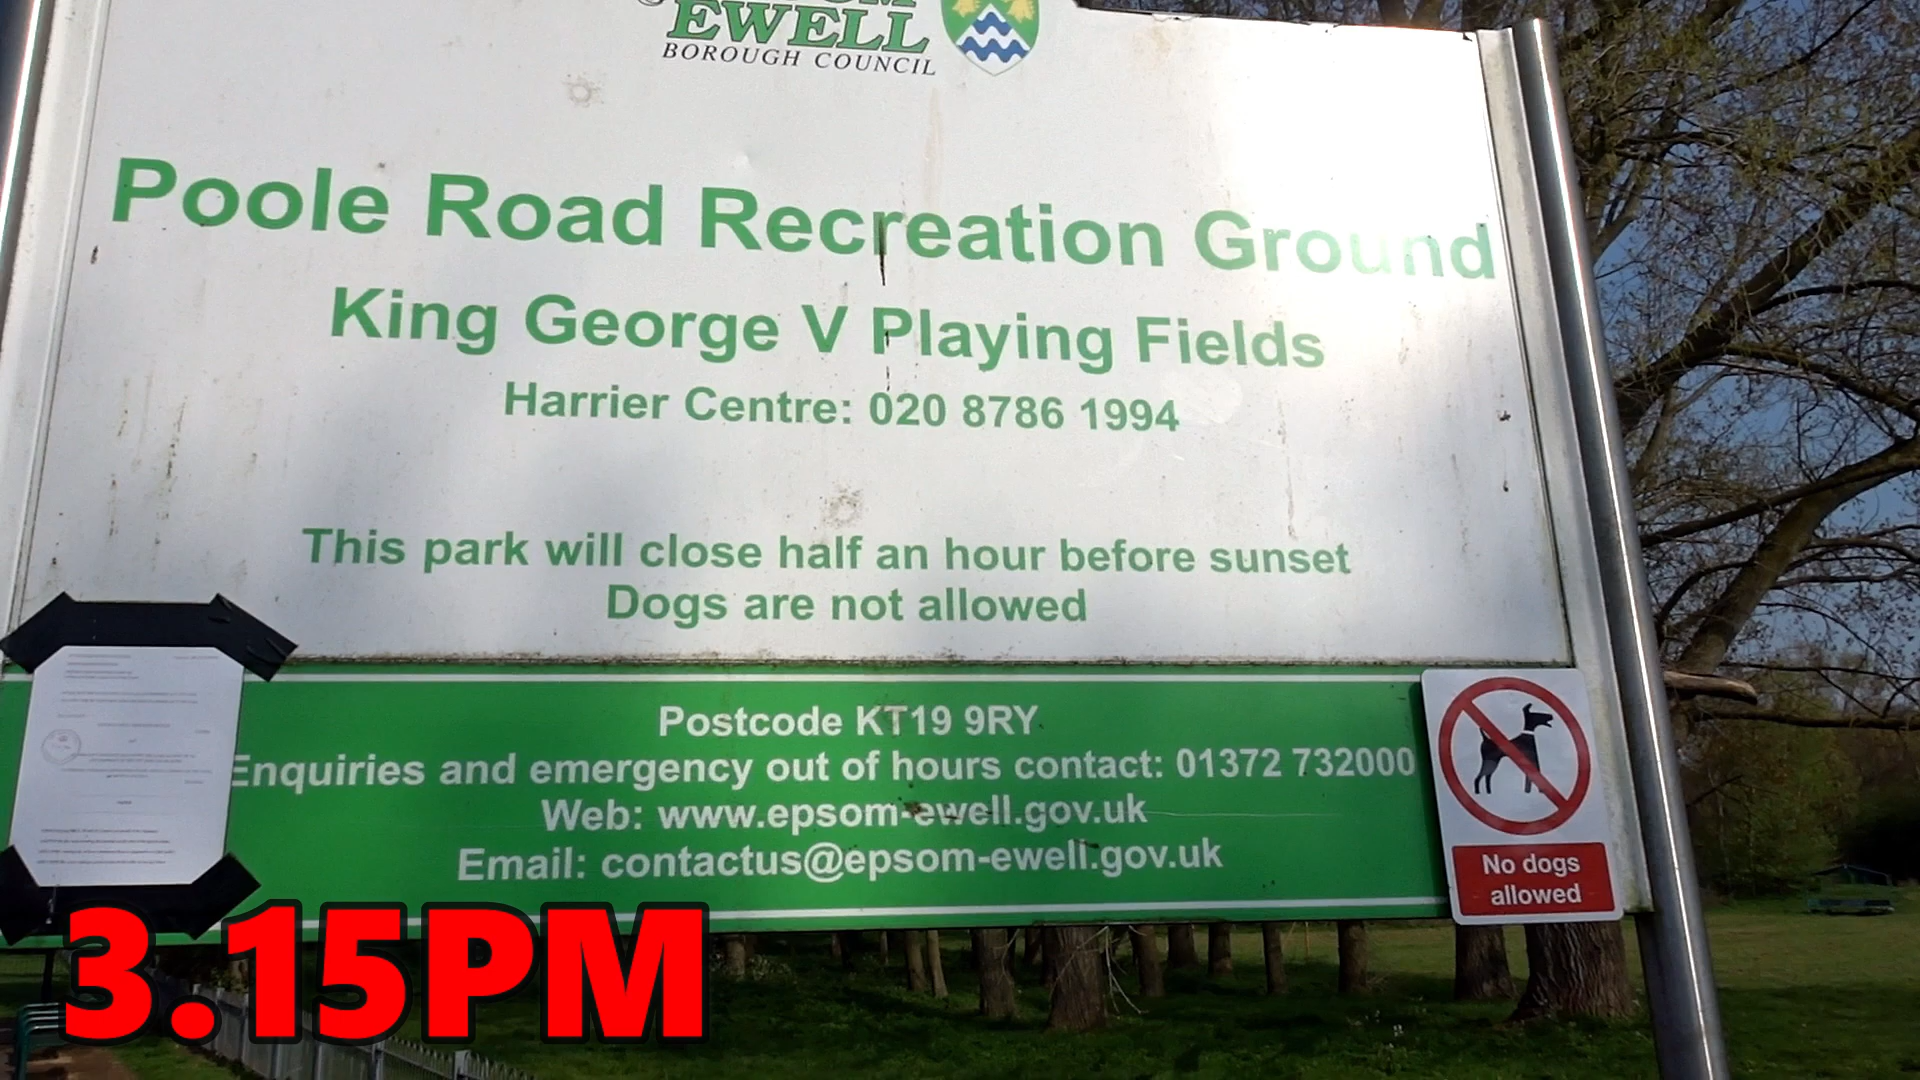 EWELL
BOROUGH COUNCIL
Poole Road Recreation Ground
King George V Playing Fields
Harrier Centre: 020 8786 1994
This park will close half an hour before sunset
Dogs are not allowed
Postcode KT19 9RY
Enquiries and emergency out of hours contact: 01372 732000
Web: www.epsom-ewell.gov.uk
Email: contactus@epsom-ewell.gov.uk
No dogs
allowed
3.15PM